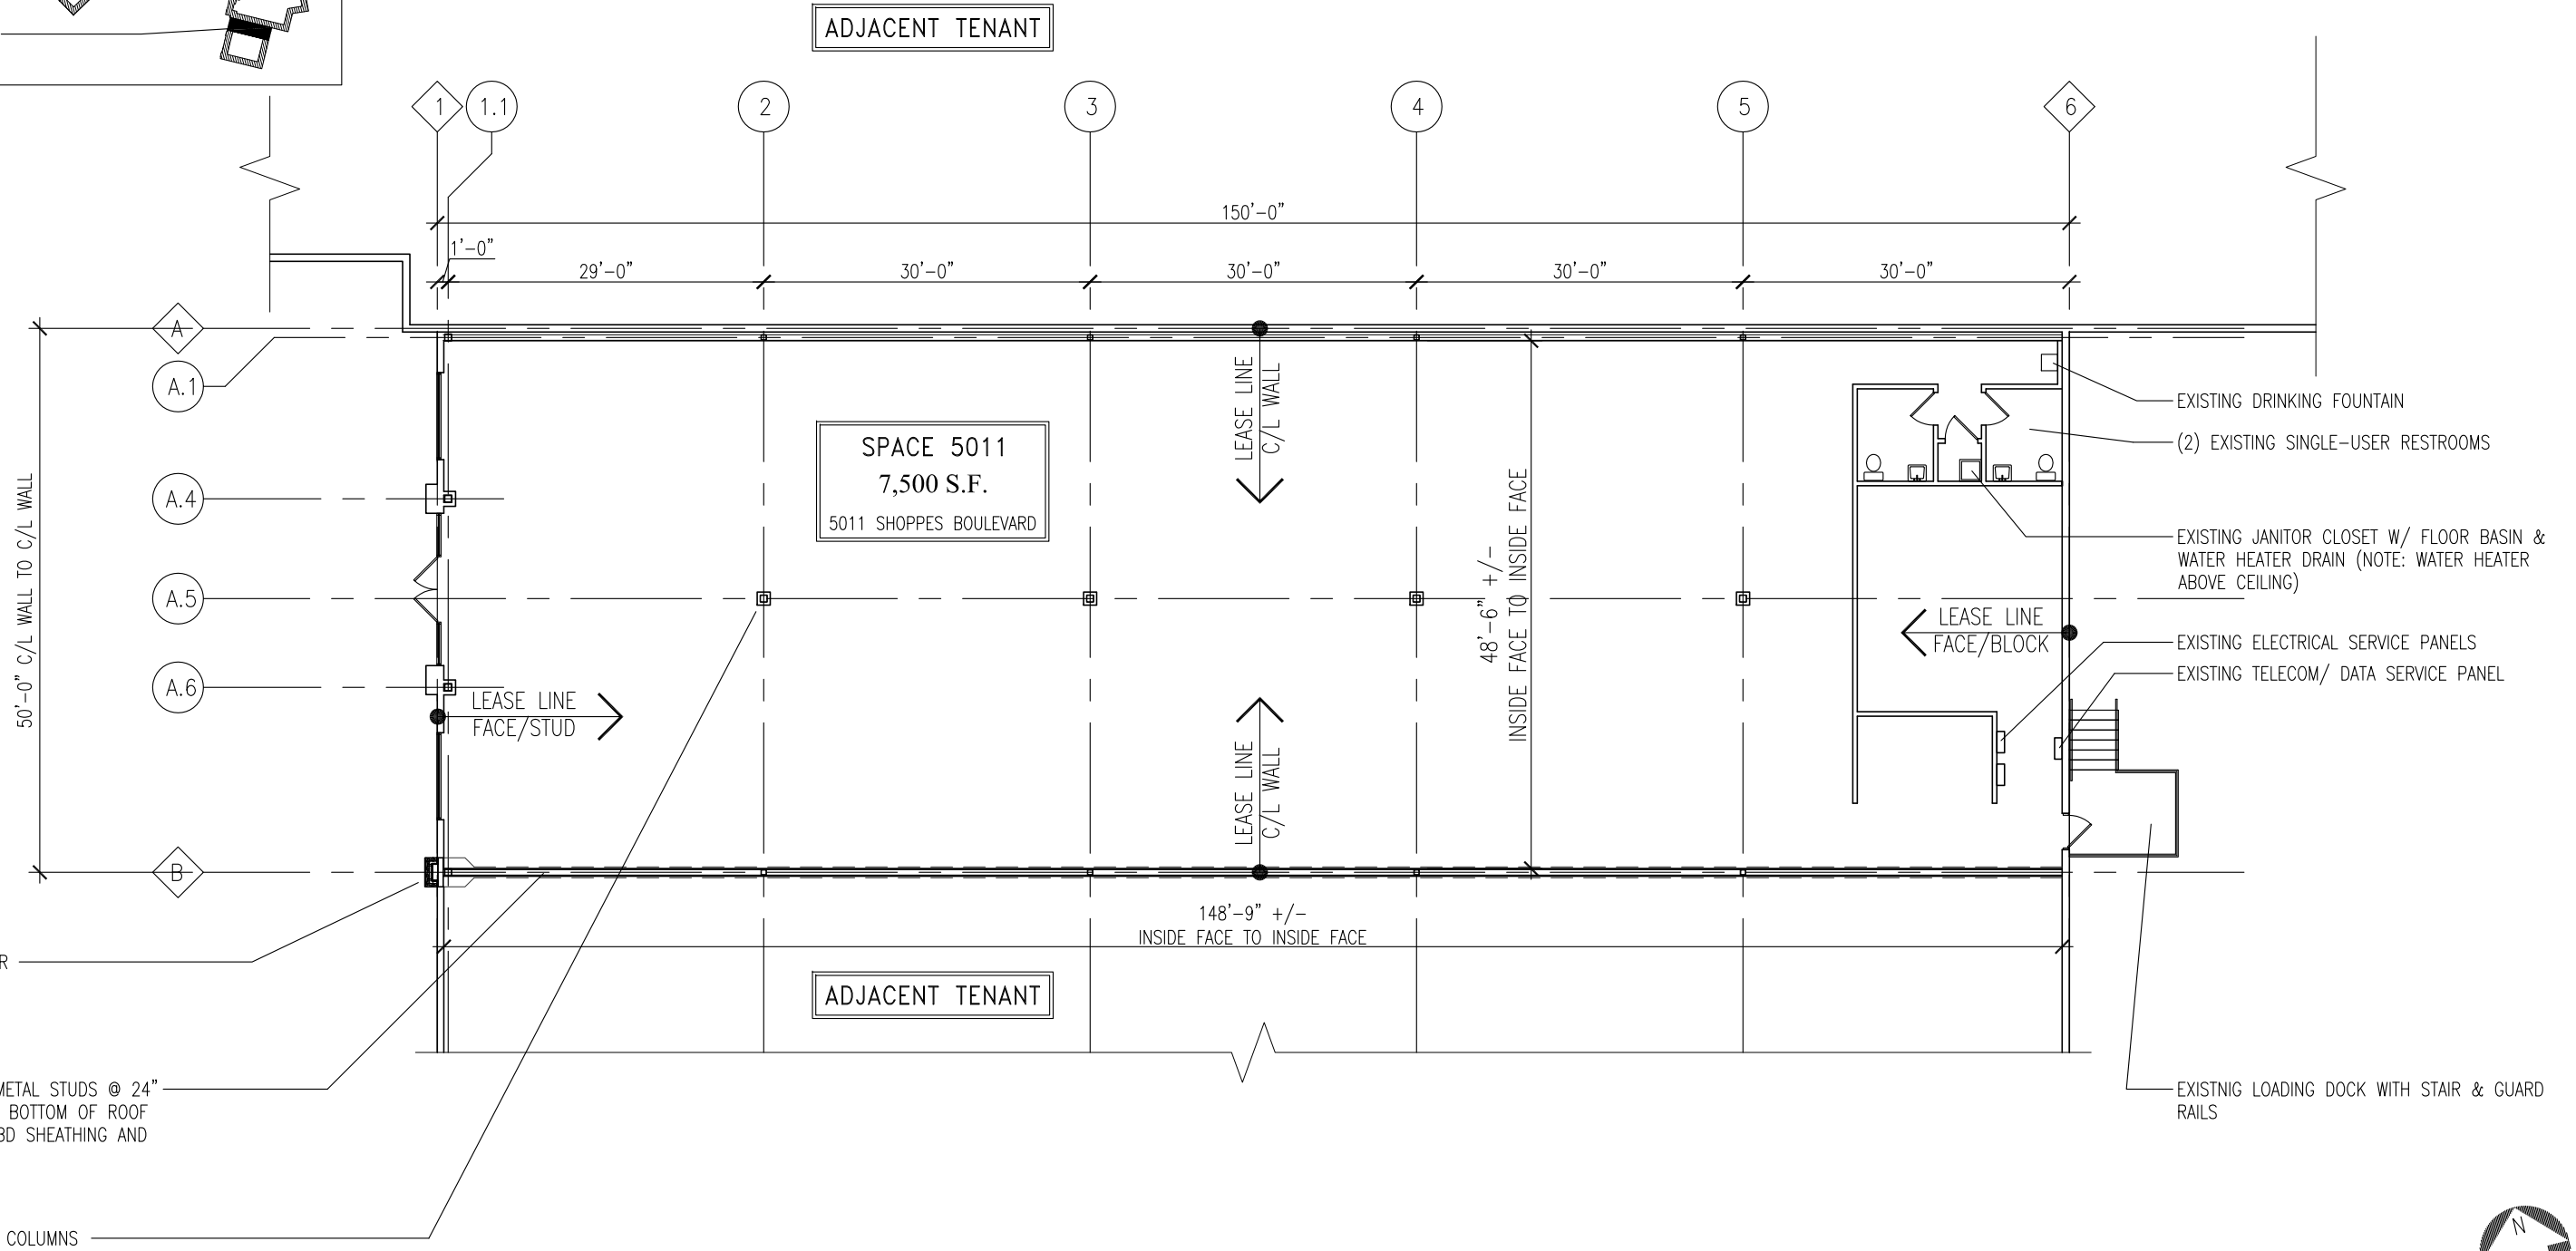 ADJACENT TENANT
1
1.1
2
3
4
5
6
150'-0"
1'-0"
29'-0"
30'-0"
30'-0"
30'-0"
30'-0"
A
A.1
A.4
A.5
A.6
B
50'-0" C/L WALL TO C/L WALL
SPACE 5011
7,500 S.F.
5011 SHOPPES BOULEVARD
LEASE LINE
C/L WALL
48'-6" +/-
INSIDE FACE TO INSIDE FACE
LEASE LINE
FACE/STUD
LEASE LINE
C/L WALL
LEASE LINE
FACE/BLOCK
EXISTING DRINKING FOUNTAIN
(2) EXISTING SINGLE-USER RESTROOMS
EXISTING JANITOR CLOSET W/ FLOOR BASIN &
WATER HEATER DRAIN (NOTE: WATER HEATER
ABOVE CEILING)
EXISTING ELECTRICAL SERVICE PANELS
EXISTING TELECOM/ DATA SERVICE PANEL
148'-9" +/-
INSIDE FACE TO INSIDE FACE
ADJACENT TENANT
R
METAL STUDS @ 24"
BOTTOM OF ROOF
BD SHEATHING AND
COLUMNS
EXISTNIG LOADING DOCK WITH STAIR & GUARD
RAILS
N